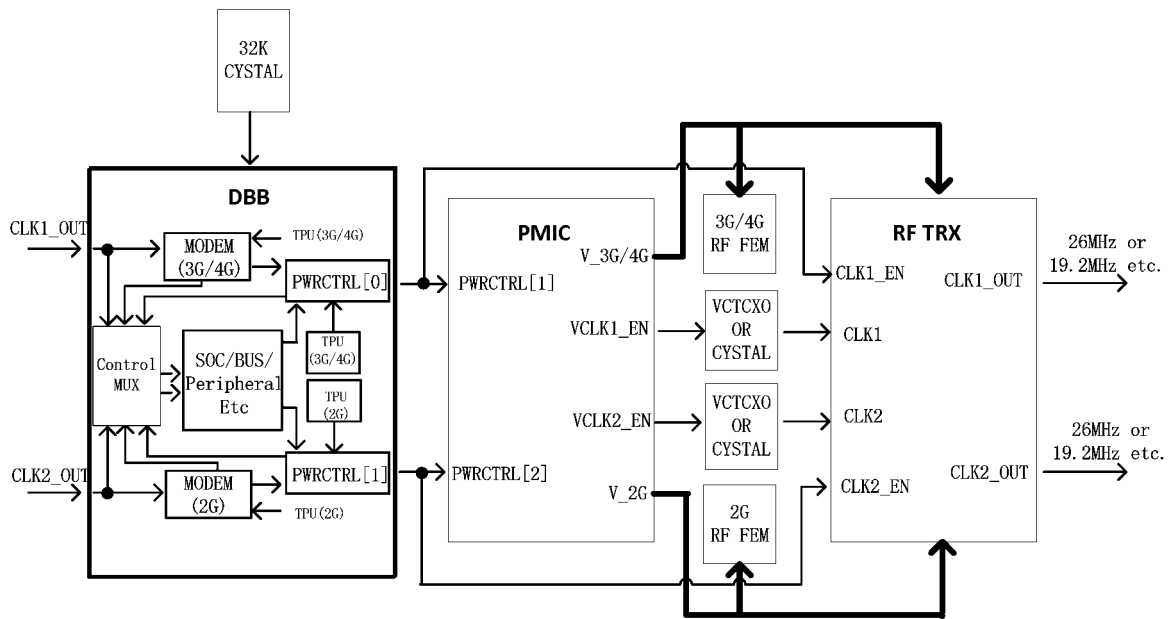 32K
CYSTAL
DBB
CLK1_OUT
MODEM
(3G/4G)
TPU(3G/4G)
PWRCTRL[0]
Control
MUX
SOC/BUS/
Peripheral
Etc
TPU
(3G/4G)
TPU
(2G)
CLK2_OUT
MODEM
(2G)
PWRCTRL[1]
TPU(2G)
PMIC
V_3G/4G
PWRCTRL[1]
VCLK1_EN
VCLK2_EN
PWRCTRL[2]
V_2G
3G/4G
RF FEM
VCTCXO
OR
CYSTAL
VCTCXO
OR
CYSTAL
2G
RF FEM
RF TRX
CLK1_EN
CLK1_OUT
CLK1
CLK2
CLK2_OUT
CLK2_EN
26MHz or
19.2MHz etc.
26MHz or
19.2MHz etc.